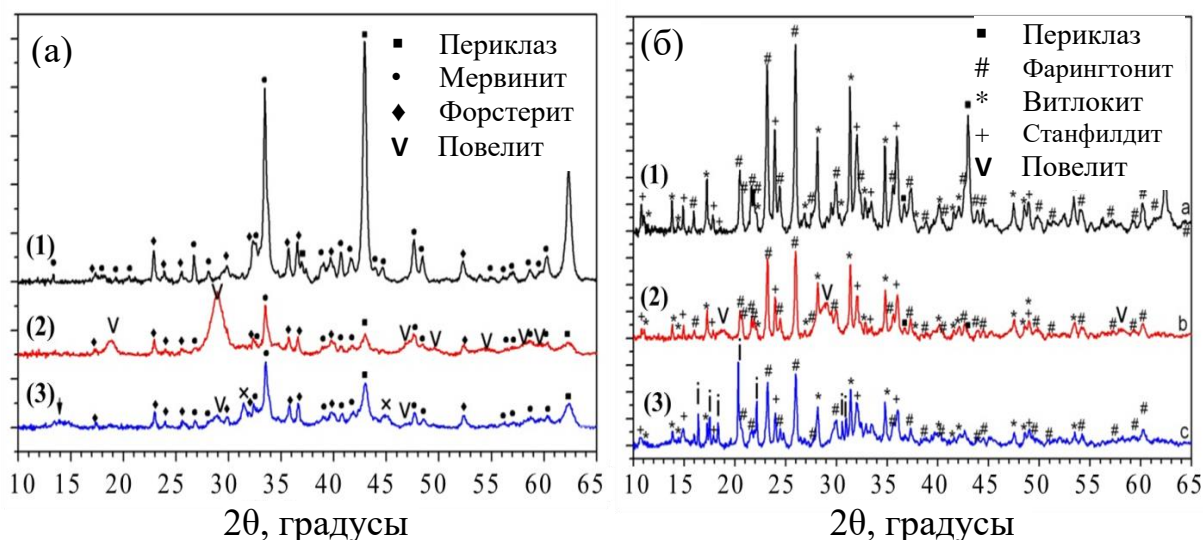 (а)
■ Периклаз
• Мервинит
♦ Форстерит
V Повелит
(1)
(2)
(3)
10 15 20 25 30 35 40 45 50 55 60 65
2θ, градусы
(б)
■ Периклаз
# Фарингтонит
* Витлокит
+ Станфилдит
V Повелит
(1)
a
(2)
b
(3)
c
10 15 20 25 30 35 40 45 50 55 60 65
2θ, градусы